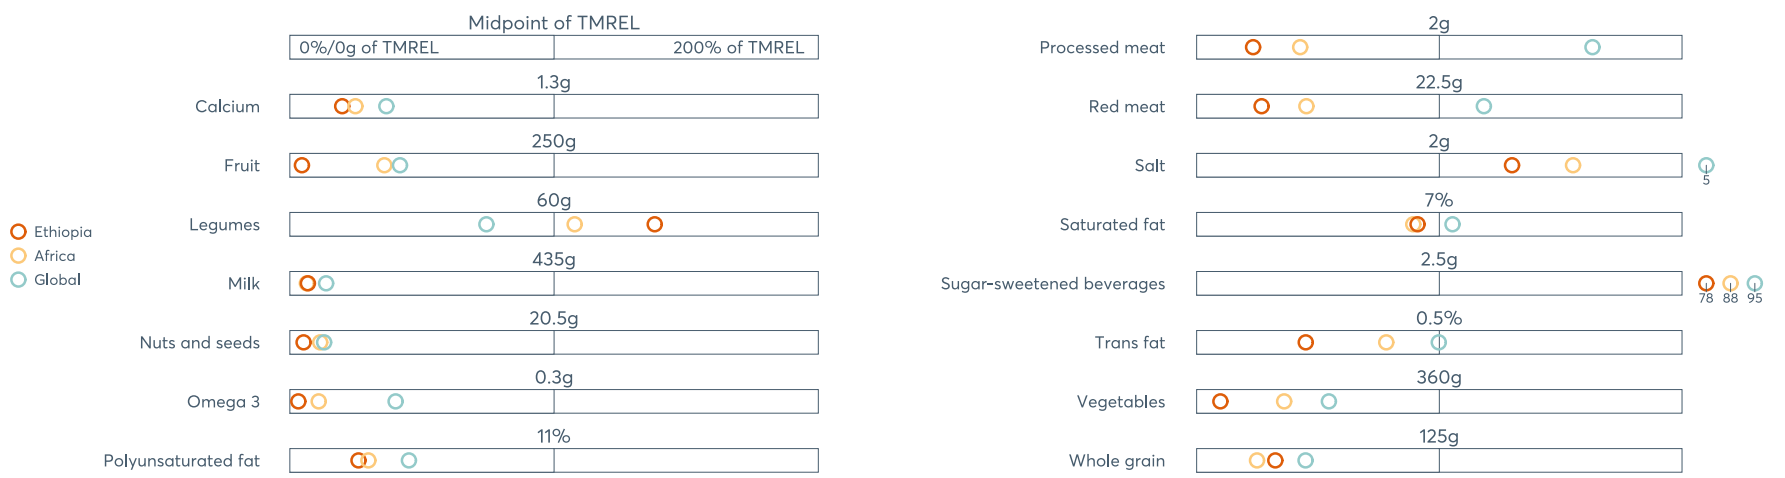 Midpoint of TMREL
0%/0g of TMREL 200% of TMREL
1.3g
Calcium
250g
Fruit
60g
Legumes
435g
Milk
20.5g
Nuts and seeds
0.3g
Omega 3
11%
Polyunsaturated fat
Ethiopia
Africa
Global
2g
Processed meat
22.5g
Red meat
2g
Salt
5
7%
Saturated fat
2.5g
Sugar-sweetened beverages
78 88 95
0.5%
Trans fat
360g
Vegetables
125g
Whole grain